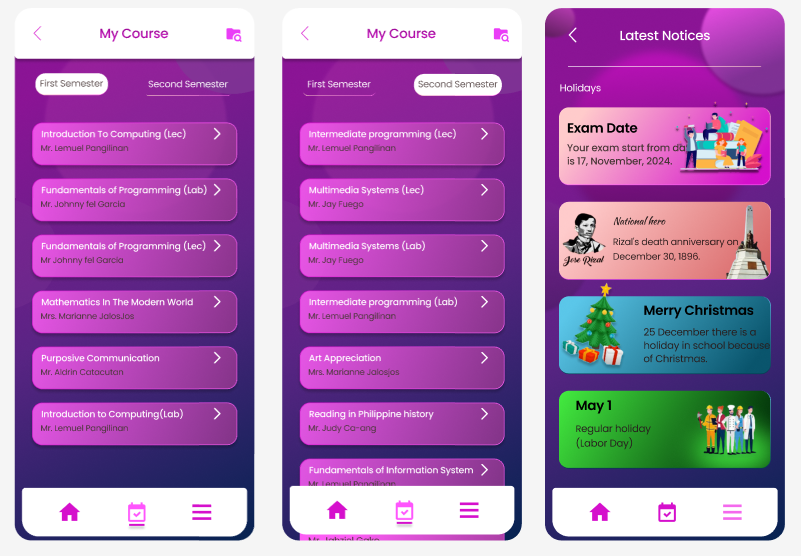 My Course
First Semester
Second Semester
Introduction To Computing (Lec)
Mr. Lemuel Pangilinan
Fundamentals of Programming (Lab)
Mr. Johnny fel Garcia
Fundamentals of Programming (Lec)
Mr Johnny fel Garcia
Mathematics In The Modern World
Mrs. Marianne JalosJos
Purposive Communication
Mr. Aldrin Catacutan
Introduction to Computing(Lab)
Mr. Lemuel Pangilinan
My Course
First Semester
Second Semester
Intermediate programming (Lec)
Mr. Lemuel Pangilinan
Multimedia Systems (Lec)
Mr. Jay Fuego
Multimedia Systems (Lab)
Mr. Jay Fuego
Intermediate programming (Lab)
Mr. Lemuel Pangilinan
Art Appreciation
Mrs. Marianne Jalosjos
Reading in Philippine history
Mr. Judy Ca-ang
Fundamentals of Information System
Mr. Lemuel Pangilinan
Latest Notices
Holidays
Exam Date
Your exam start from da
is 17, November, 2024.
National hero
Rizal's death anniversary on
December 30, 1896.
Jose Rizal
Merry Christmas
25 December there is a
holiday in school because
of Christmas.
May 1
Regular holiday
(Labor Day)